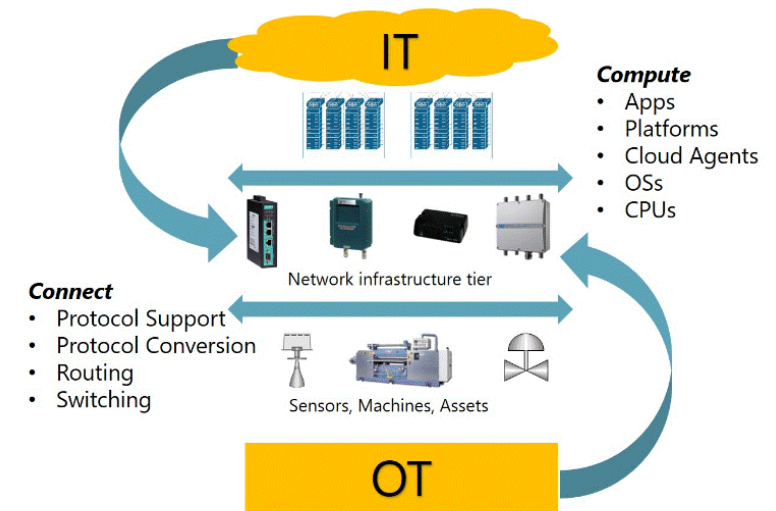 IT
Compute
• Apps
• Platforms
• Cloud Agents
• OSs
• CPUs
Network infrastructure tier
Connect
• Protocol Support
• Protocol Conversion
• Routing
• Switching
Sensors, Machines, Assets
OT